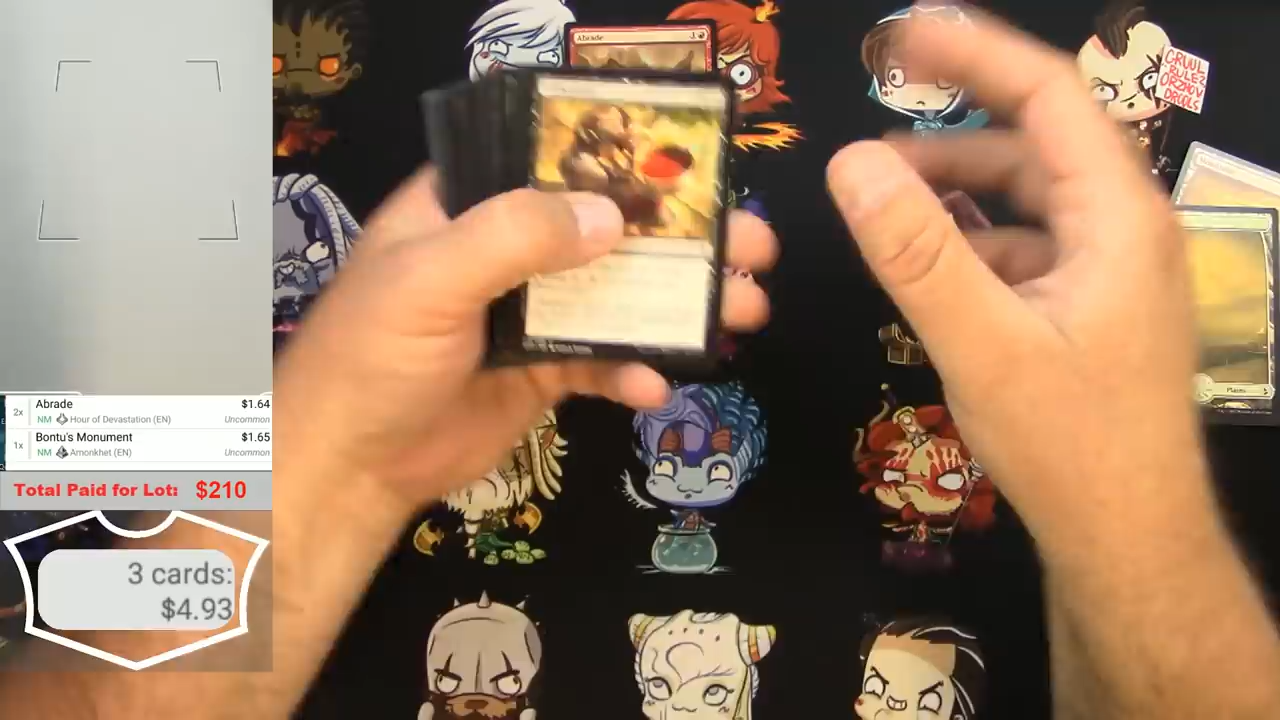 Abrade
GRUUL
RULEZ
ORZHOV
DROOLS
2x
Abrade
$1.64
NM
Hour of Devastation (EN)
Uncommon
1x
Bontu's Monument
$1.65
NM
Amonkhet (EN)
Uncommon
Total Paid for Lot: $210
3 cards:
$4.93
Plains